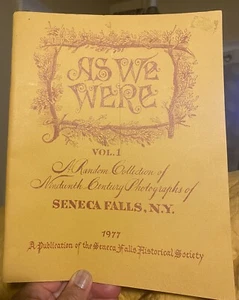 AS WE
WERE
VOL. I
A Random Collection of
Nineteenth Century Photographs of
SENECA FALLS, N.Y.
1977
A Publication of the Seneca Falls Historical Society